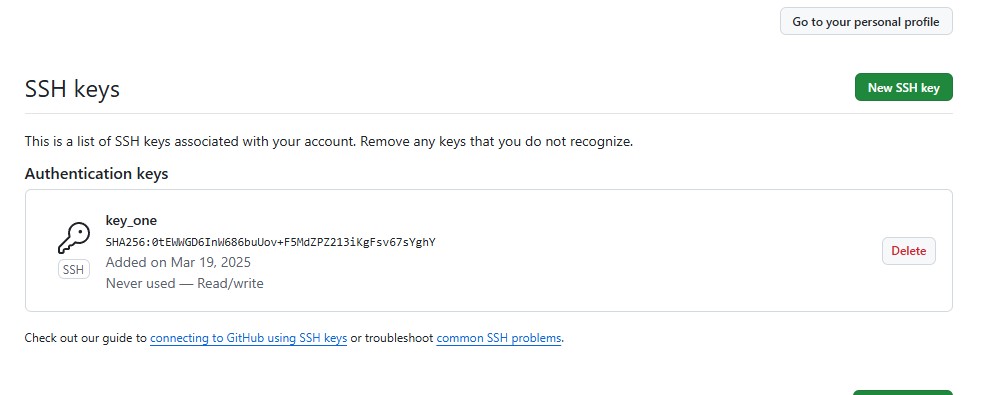 Go to your personal profile
SSH keys
New SSH key
This is a list of SSH keys associated with your account. Remove any keys that you do not recognize.
Authentication keys
key_one
SHA256:0tEWWGD6InW686buUov+F5MdZPZ213iKgFsv67sYghY
Added on Mar 19, 2025
Never used — Read/write
SSH
Delete
Check out our guide to connecting to GitHub using SSH keys or troubleshoot common SSH problems.